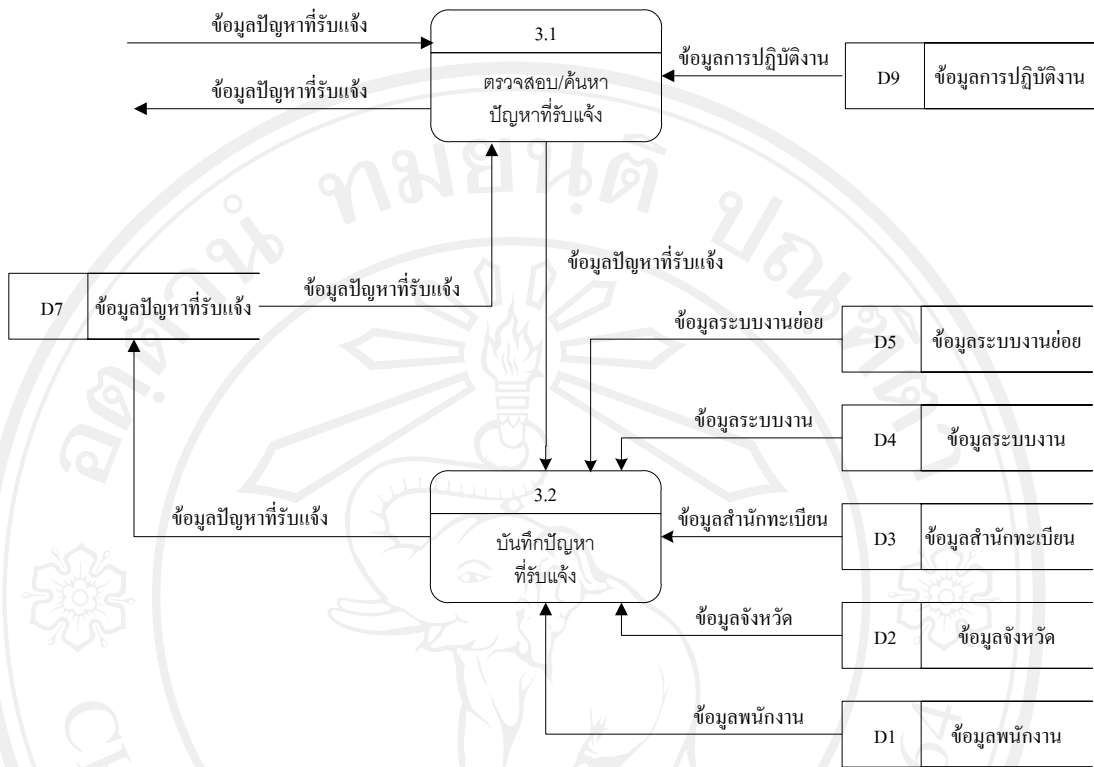 ข้อมูลปัญหาที่รับแจ้ง
3.1
ข้อมูลการปฏิบัติงาน
D9
ข้อมูลการปฏิบัติงาน
ข้อมูลปัญหาที่รับแจ้ง
ตรวจสอบ/ค้นหา
ปัญหาที่รับแจ้ง
ข้อมูลปัญหาที่รับแจ้ง
D7
ข้อมูลปัญหาที่รับแจ้ง
ข้อมูลปัญหาที่รับแจ้ง
ข้อมูลระบบงานย่อย
D5
ข้อมูลระบบงานย่อย
ข้อมูลระบบงาน
D4
ข้อมูลระบบงาน
3.2
บันทึกปัญหา
ที่รับแจ้ง
ข้อมูลปัญหาที่รับแจ้ง
ข้อมูลสำนักทะเบียน
D3
ข้อมูลสำนักทะเบียน
ข้อมูลจังหวัด
D2
ข้อมูลจังหวัด
ข้อมูลพนักงาน
D1
ข้อมูลพนักงาน